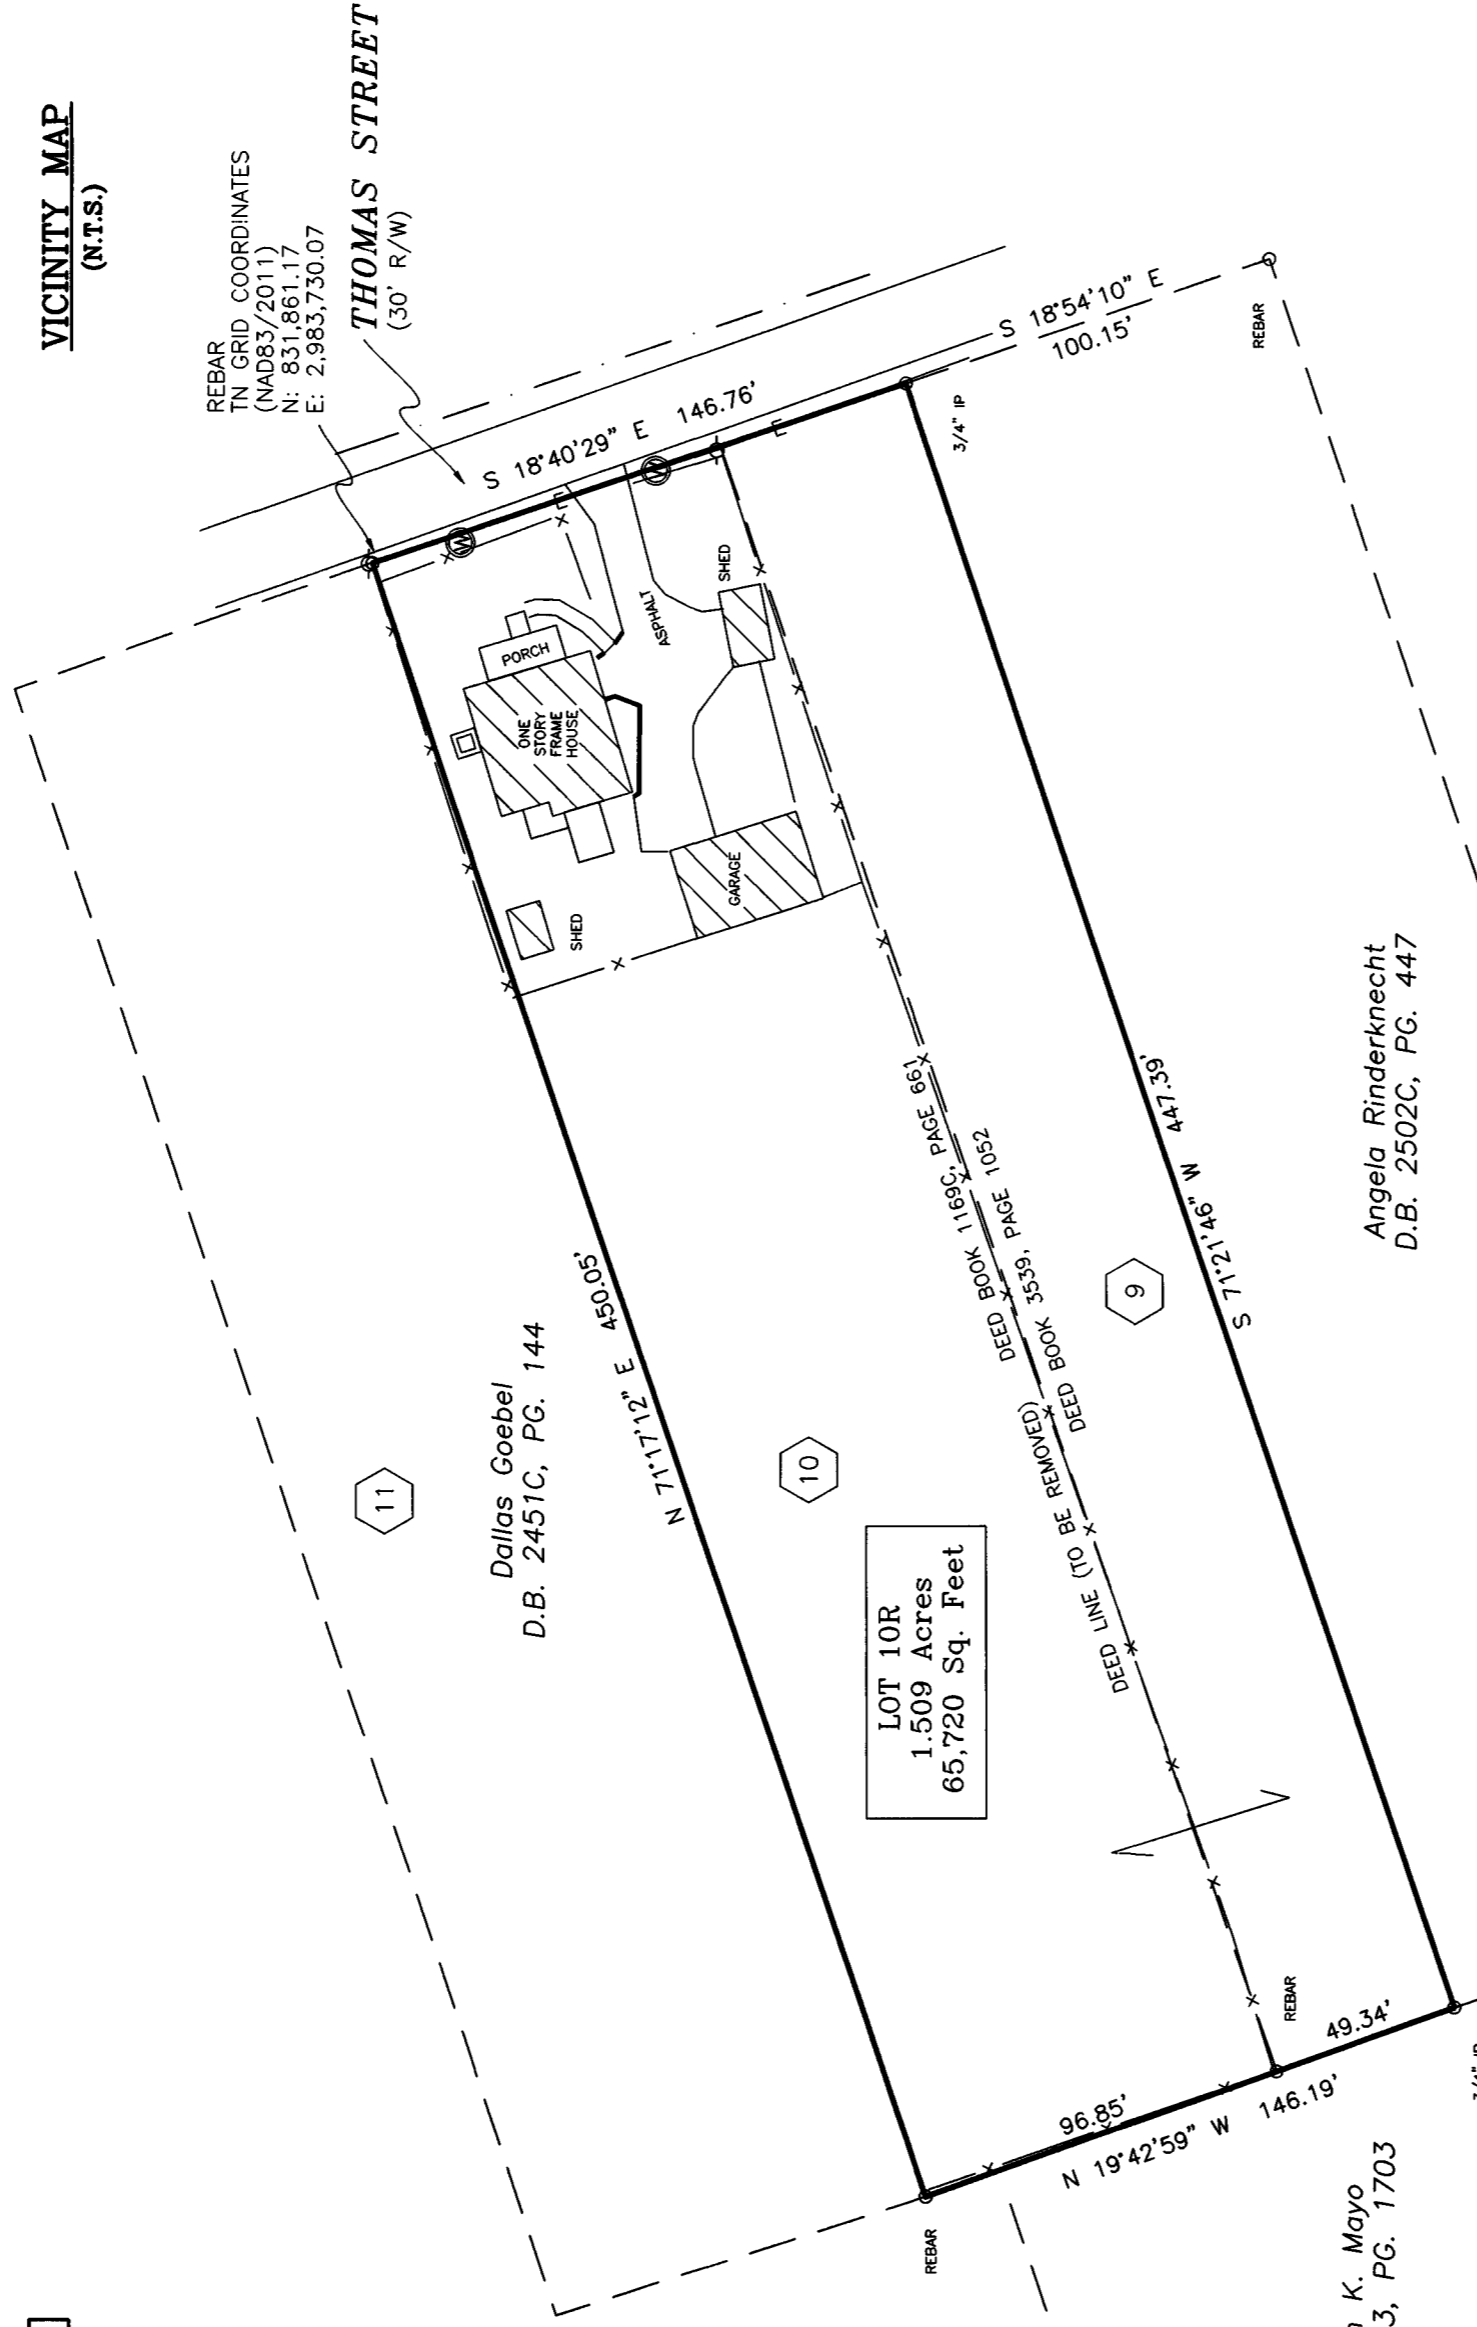 VICINITY MAP
(N.T.S.)
REBAR
TN GRID COORDINATES
(NAD83/2011)
N: 831,861.17
E: 2,983,730.07
THOMAS STREET
(30' R/W)
S 18°40'29" E 146.76'
S 18°54'10" E
100.15'
REBAR
3/4" IP
W
E
W
E
PORCH
ONE
STORY
FRAME
HOUSE
ASPHALT
SHED
GARAGE
SHED
11
Dallas Goebel
D.B. 2451C, PG. 144
N 71°17'12" E 450.05'
10
LOT 10R
1.509 Acres
65,720 Sq. Feet
DEED BOOK 1169C, PAGE 661
DEED BOOK 3539, PAGE 1052
DEED LINE (TO BE REMOVED)
9
S 71°21'46" W 447.39'
Angela Rinderknecht
D.B. 2502C, PG. 447
REBAR
49.34'
96.85'
N 19°42'59" W 146.19'
REBAR
K. Mayo
3, PG. 1703